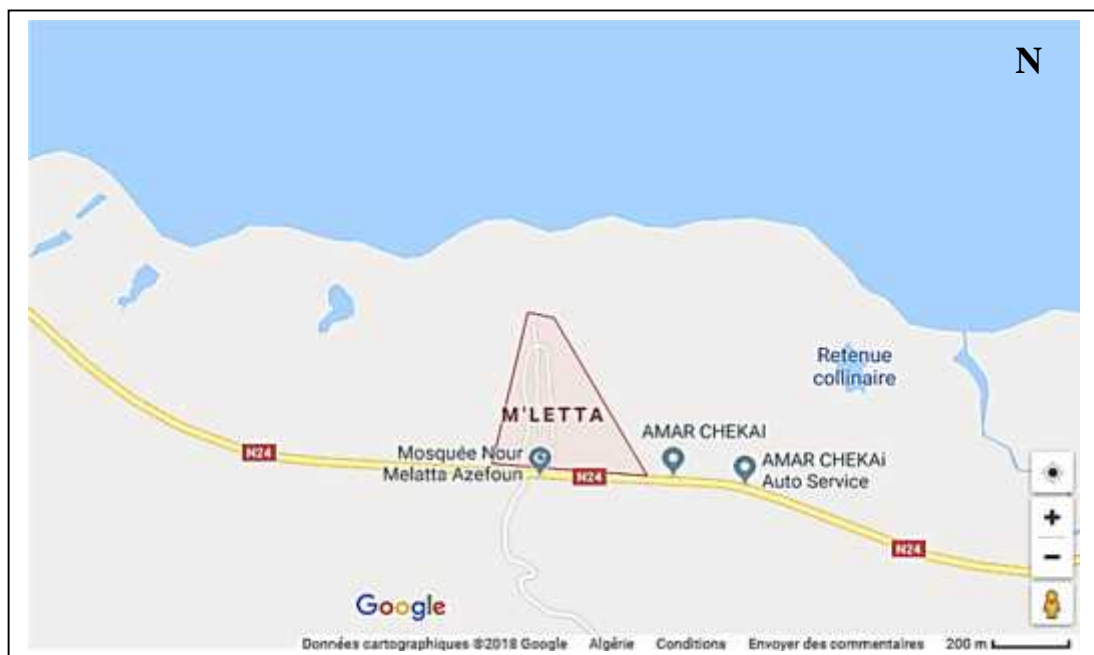 N
Retenue
collinaire
M'LETTA
AMAR CHEKAI
Mosquée Nour
Melatta Azefoun
AMAR CHEKAi
Auto Service
N24
N24
N24
Google
Données cartographiques ©2018 Google Algérie Conditions Envoyer des commentaires 200 m